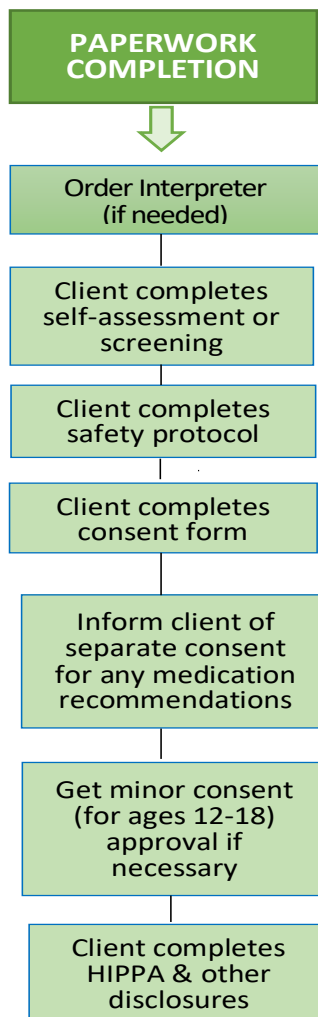 PAPERWORK
COMPLETION
Order Interpreter
(if needed)
Client completes
self-assessment or
screening
Client completes
safety protocol
Client completes
consent form
Inform client of
separate consent
for any medication
recommendations
Get minor consent
(for ages 12-18)
approval if
necessary
Client completes
HIPPA & other
disclosures